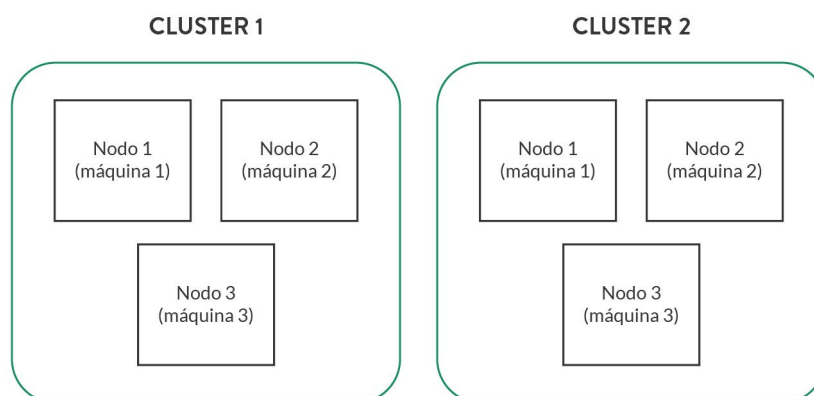 CLUSTER 1
Nodo 1
(máquina 1)
Nodo 2
(máquina 2)
Nodo 3
(máquina 3)
CLUSTER 2
Nodo 1
(máquina 1)
Nodo 2
(máquina 2)
Nodo 3
(máquina 3)